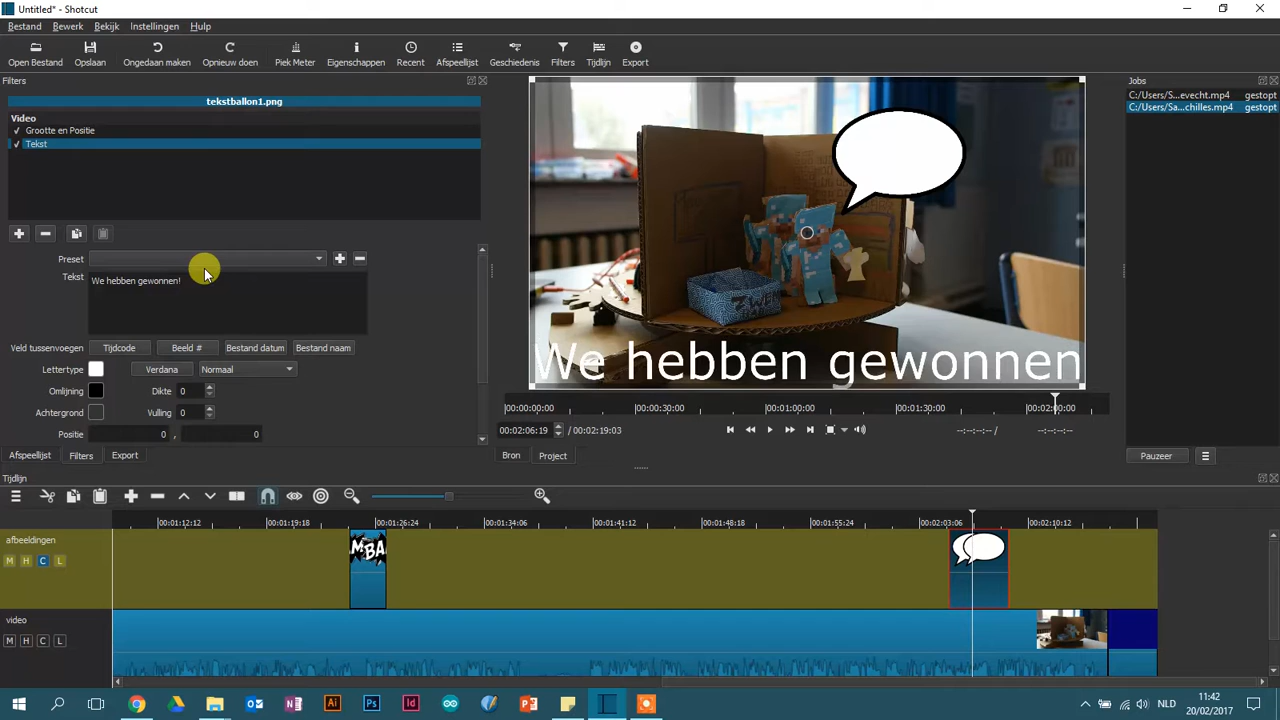 Untitled* - Shotcut
Bestand Bewerk Bekijk Instellingen Hulp
Open Bestand Opslaan Ongedaan maken Opnieuw doen Piek Meter Eigenschappen Recent Afspeellijst Geschiedenis Filters Tijdlijn Export
Filters
Jobs
tekstballon1.png
C:/Users/S...evecht.mp4 gestopt
C:/Users/Sa...chilles.mp4 gestopt
Video
Grootte en Positie
Tekst
Preset
Tekst
We hebben gewonnen!
ZWEM
We hebben gewonnen
Veld tussenvoegen Tijdcode Beeld # Bestand datum Bestand naam
Lettertype Verdana Normaal
Omlijning Dikte 0
Achtergrond Vulling 0
Positie 0 , 0
00:00:00:00 00:00:30:00 00:01:00:00 00:01:30:00 00:02:00:00
00:02:06:19 / 00:02:19:03 --:--:--:-- / --:--:--:--
Afspeellijst Filters Export
Bron Project
Pauzeer
Tijdlijn
00:01:12:12 00:01:19:18 00:01:26:24 00:01:34:06 00:01:41:12 00:01:48:18 00:01:55:24 00:02:03:06 00:02:10:12
afbeeldingen
M H C L
video
M H C L
NLD
11:42
20/02/2017